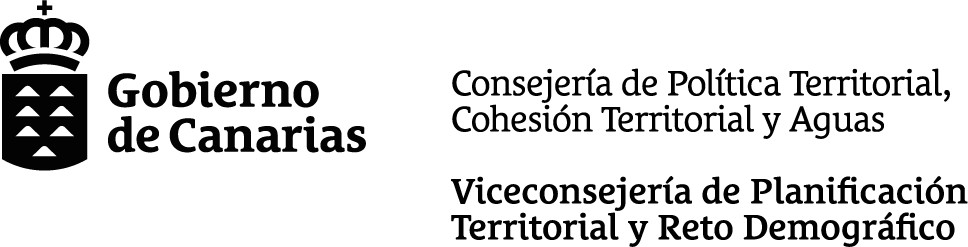 Gobierno
de Canarias
Consejería de Política Territorial,
Cohesión Territorial y Aguas
Viceconsejería de Planificación
Territorial y Reto Demográfico